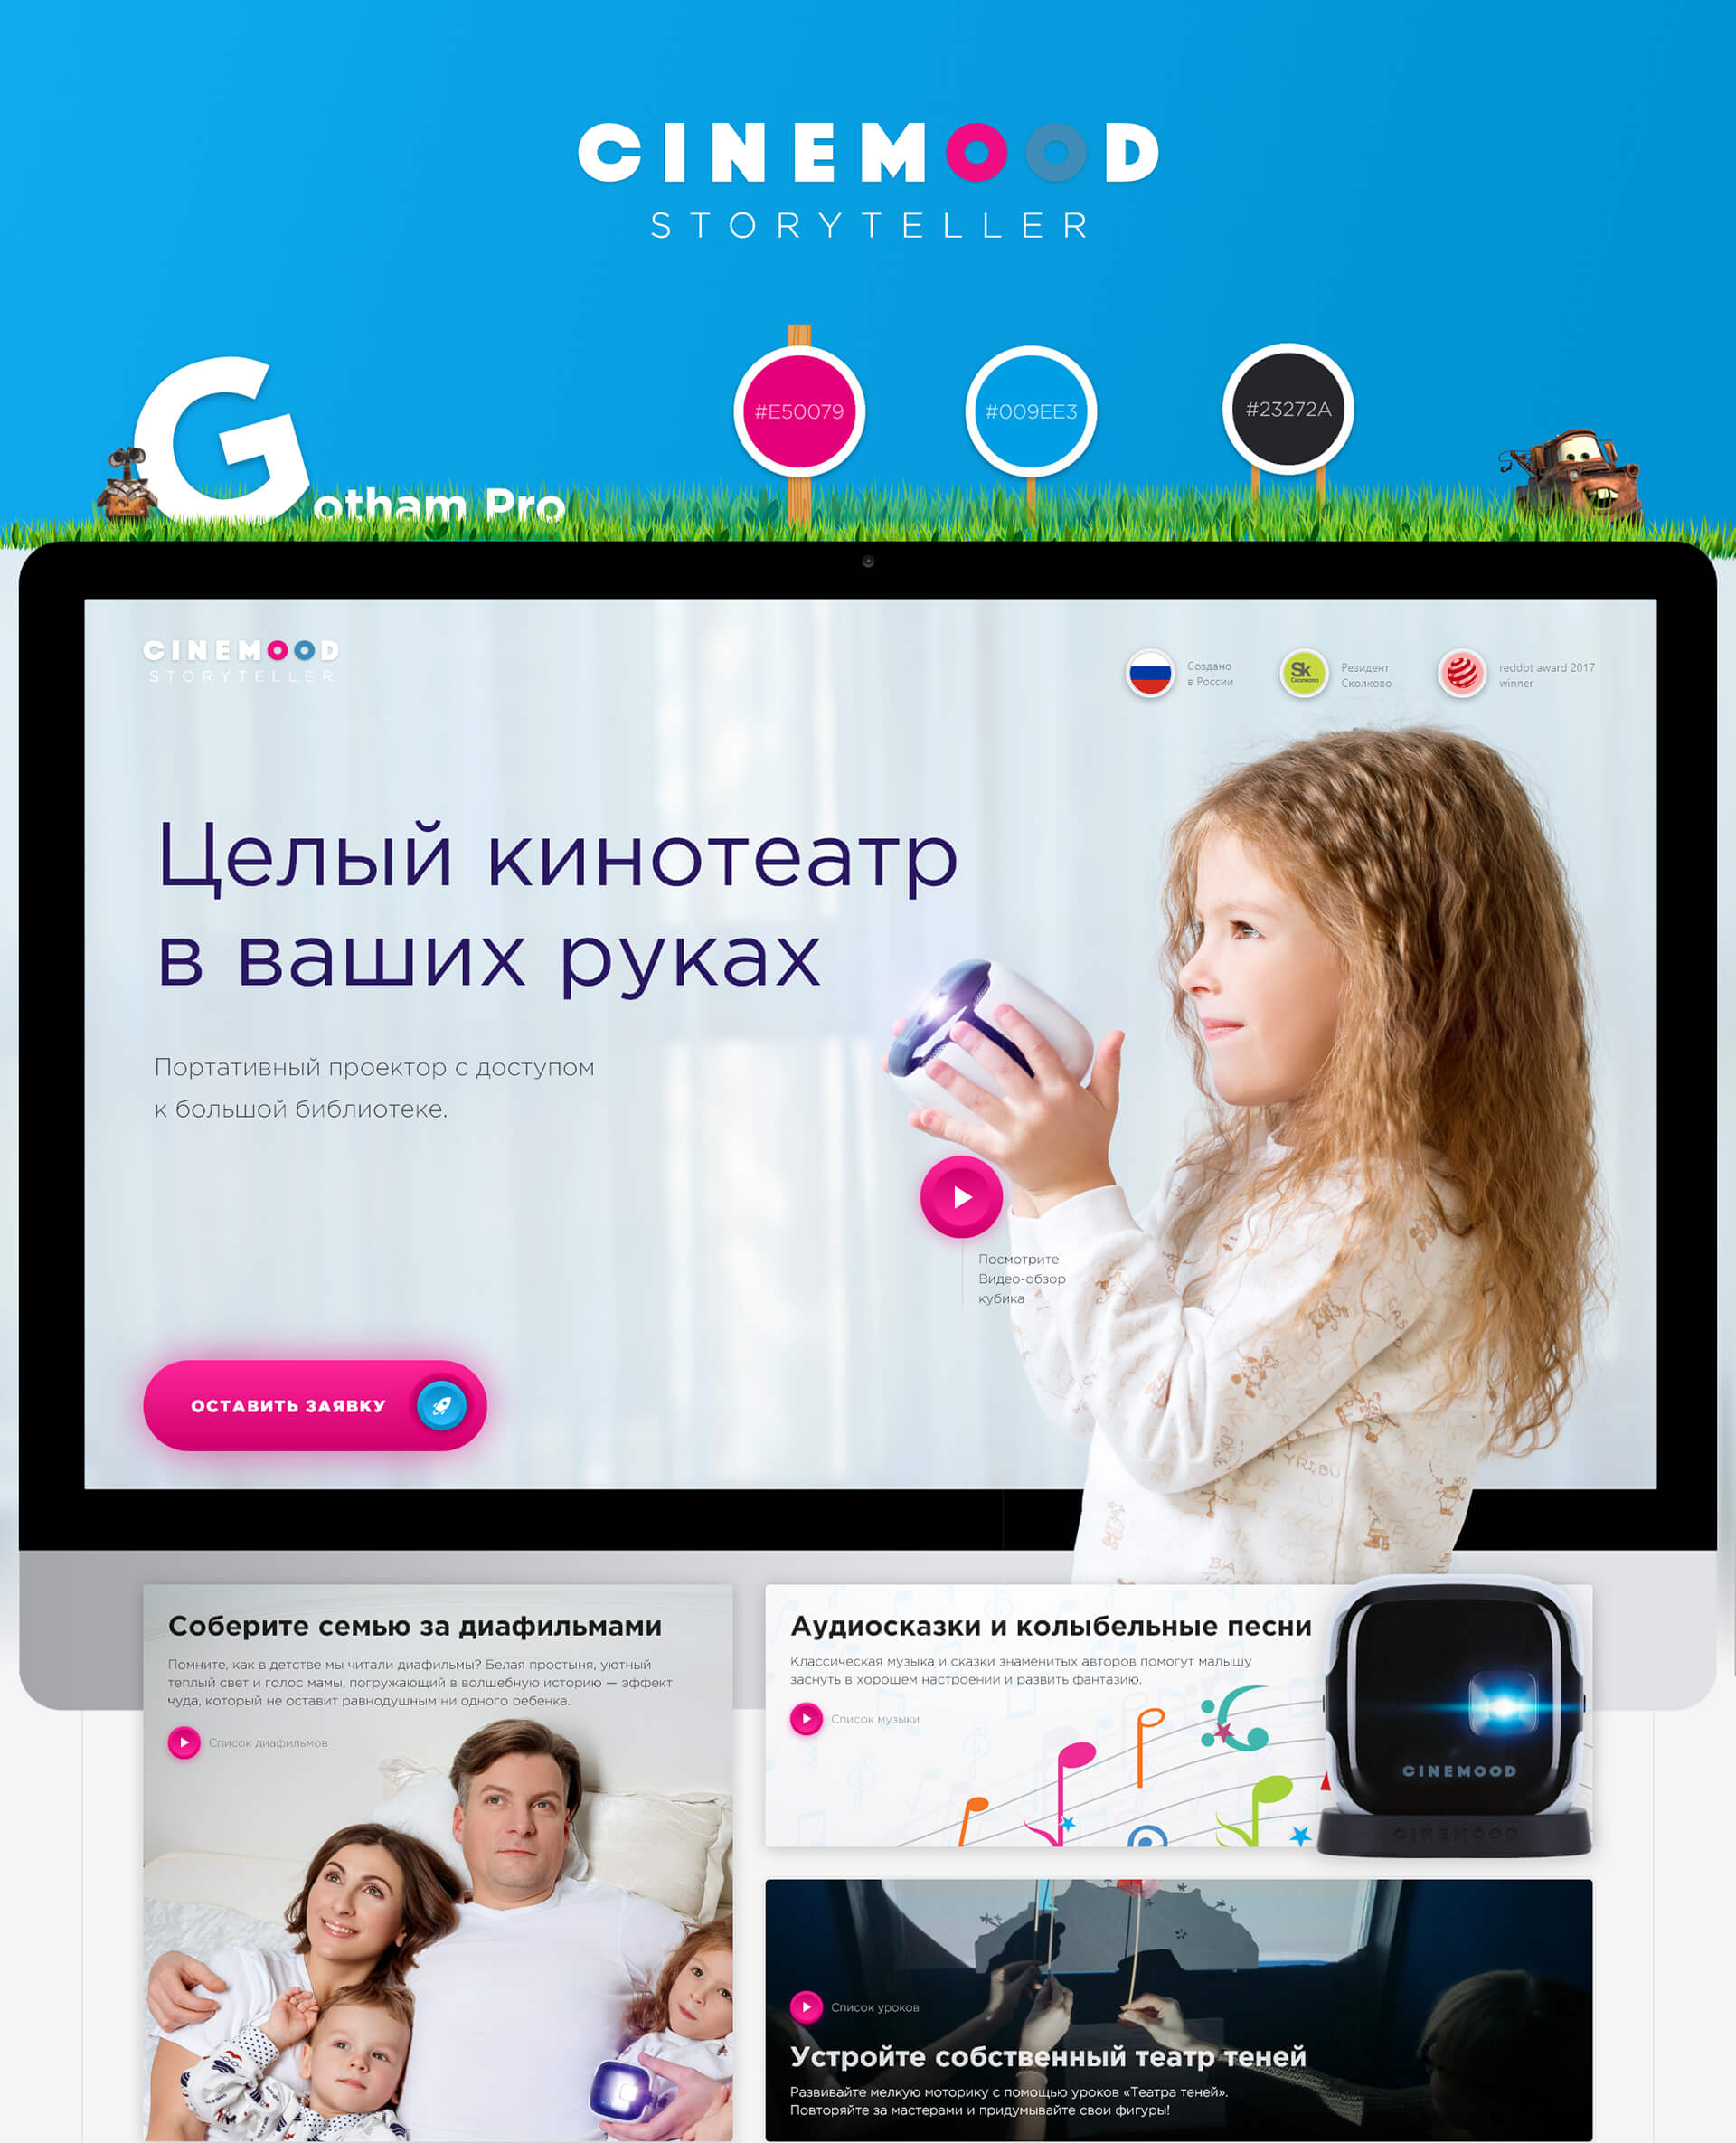 CINEMOOD
STORYTELLER
#E50079
#009EE3
#23272A
Gotham Pro
CINEMOOD
STORYTELLER
Создано
в России
Sk
Сколково
Резидент
Сколково
reddot award 2017
winner
Целый кинотеатр
в ваших руках
Портативный проектор с доступом
к большой библиотеке.
Посмотрите
Видео-обзор
кубика
ОСТАВИТЬ ЗАЯВКУ
Соберите семью за диафильмами
Помните, как в детстве мы читали диафильмы? Белая простыня, уютный
теплый свет и голос мамы, погружающий в волшебную историю — эффект
чуда, который не оставит равнодушным ни одного ребенка.
Список диафильмов
Аудиосказки и колыбельные песни
Классическая музыка и сказки знаменитых авторов помогут малышу
заснуть в хорошем настроении и развить фантазию.
Список музыки
CINEMOOD
CINEMOOD
Список уроков
Устройте собственный театр теней
Развивайте мелкую моторику с помощью уроков «Театра теней».
Повторяйте за мастерами и придумывайте свои фигуры!